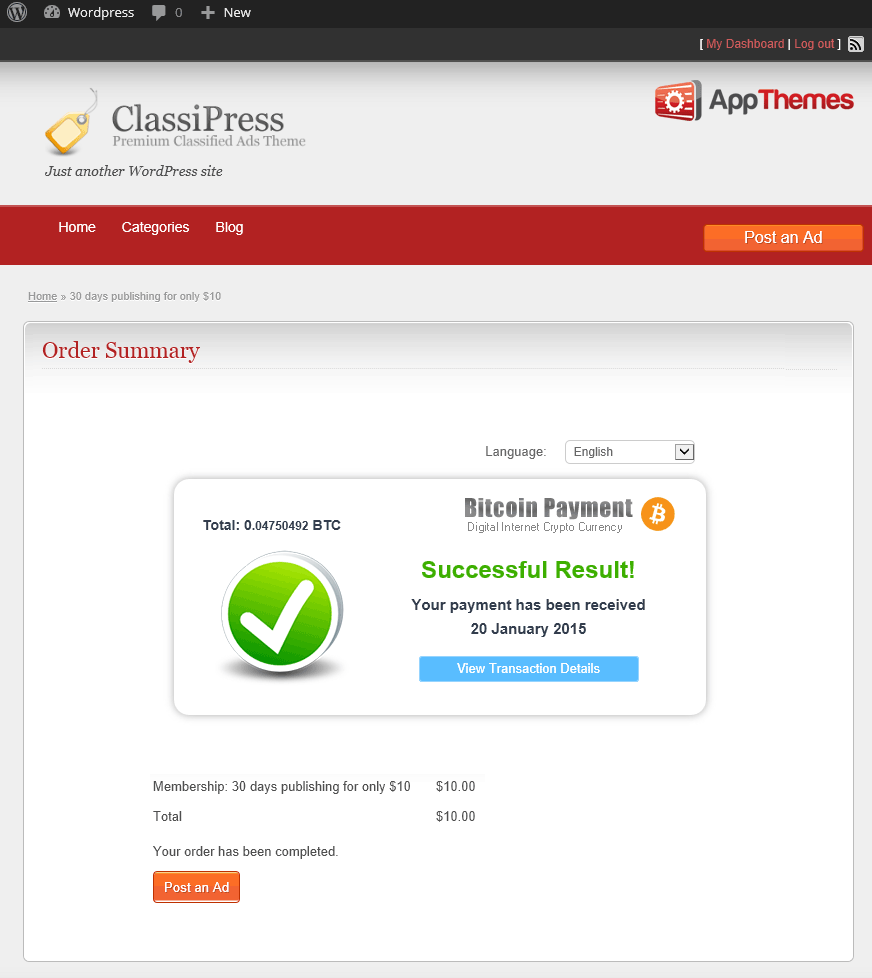 Wordpress 0 New
[ My Dashboard | Log out ]
AppThemes
ClassiPress
Premium Classified Ads Theme
Just another WordPress site
Home Categories Blog
Post an Ad
Home » 30 days publishing for only $10
Order Summary
Language: English
Bitcoin Payment
Digital Internet Crypto Currency
Total: 0.04750492 BTC
Successful Result!
Your payment has been received
20 January 2015
View Transaction Details
Membership: 30 days publishing for only $10 $10.00
Total $10.00
Your order has been completed.
Post an Ad